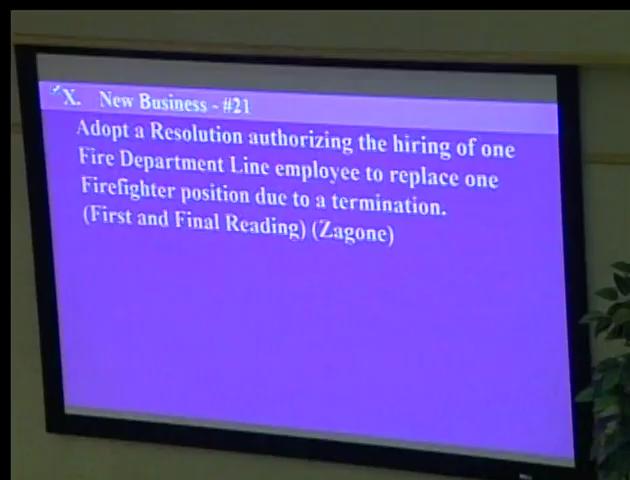 X. New Business - #21
Adopt a Resolution authorizing the hiring of one
Fire Department Line employee to replace one
Firefighter position due to a termination.
(First and Final Reading) (Zagone)